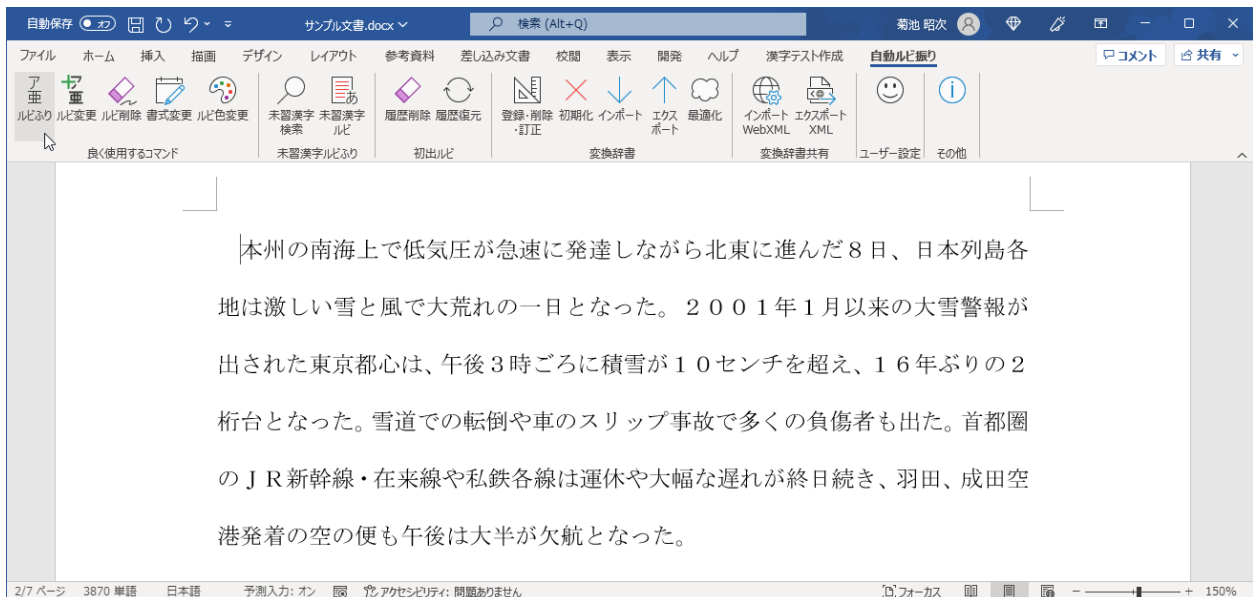 自動保存 オフ サンプル文書.docx 検索 (Alt+Q) 菊池 昭次
ファイル ホーム 挿入 描画 デザイン レイアウト 参考資料 差し込み文書 校閲 表示 開発 ヘルプ 漢字テスト作成 自動ルビ振り コメント 共有
ア亜 ルビふり ア亜 ルビ変更 ルビ削除 書式変更 ルビ色変更 未習漢字検索 あ 未習漢字ルビ 履歴削除 履歴復元 登録・削除・訂正 初期化 インポート エクスポート 最適化 インポート WebXML エクスポート XML
良く使用するコマンド 未習漢字ルビふり 初出ルビ 変換辞書 変換辞書共有 ユーザー設定 その他
本州の南海上で低気圧が急速に発達しながら北東に進んだ８日、日本列島各
地は激しい雪と風で大荒れの一日となった。２００１年１月以来の大雪警報が
出された東京都心は、午後３時ごろに積雪が１０センチを超え、１６年ぶりの２
桁台となった。雪道での転倒や車のスリップ事故で多くの負傷者も出た。首都圏
のＪＲ新幹線・在来線や私鉄各線は運休や大幅な遅れが終日続き、羽田、成田空
港発着の空の便も午後は大半が欠航となった。
2/7 ページ 3870 単語 日本語 予測入力: オン アクセシビリティ: 問題ありません フォーカス 150%